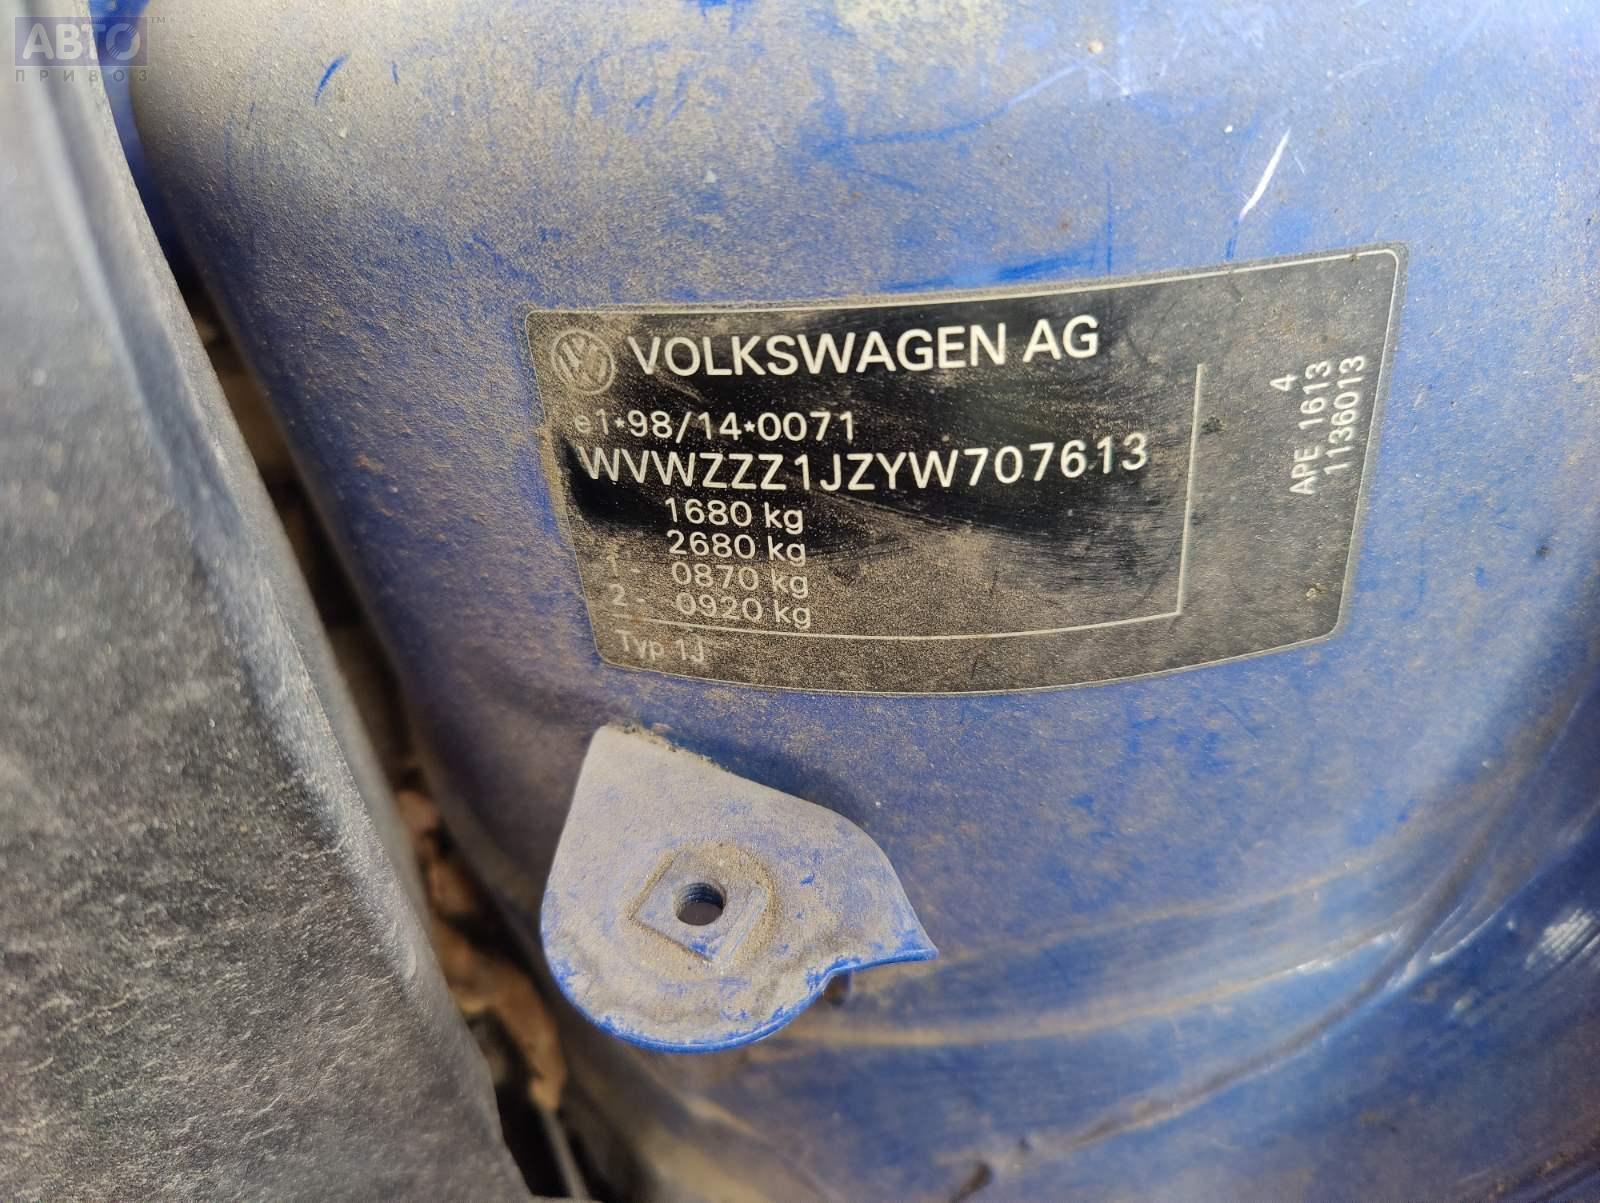 АВТО
ПРИВОЗ
VOLKSWAGEN AG
e1*98/14*0071
WVWZZZ1JZYW707613
1680 kg
2680 kg
1- 0870 kg
2- 0920 kg
Typ 1J
4
APE 1613
1136013